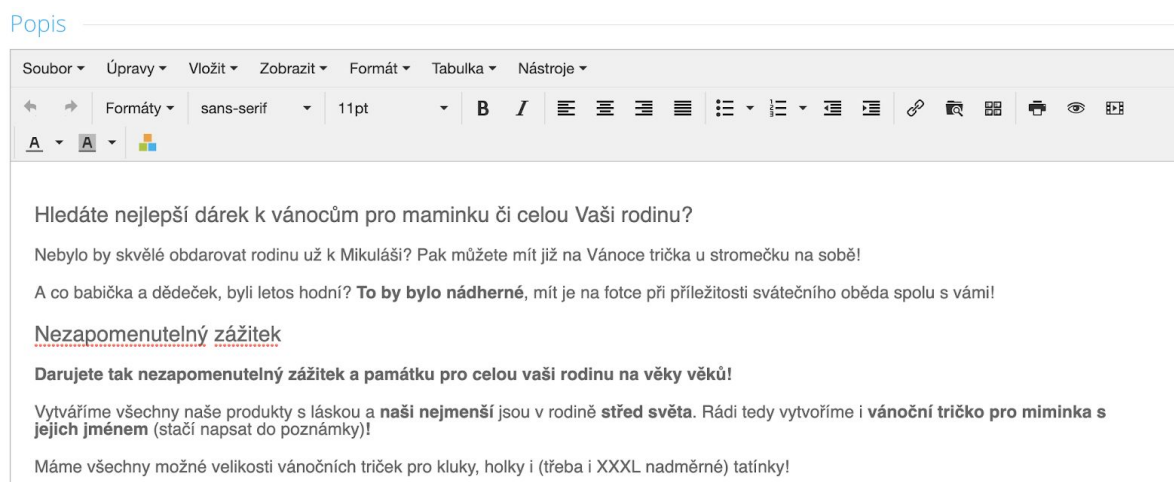 Popis
Soubor Úpravy Vložit Zobrazit Formát Tabulka Nástroje
Formáty sans-serif 11pt B I
A A
Hledáte nejlepší dárek k vánocům pro maminku či celou Vaši rodinu?
Nebylo by skvělé obdarovat rodinu už k Mikuláši? Pak můžete mít již na Vánoce trička u stromečku na sobě!
A co babička a dědeček, byli letos hodní? To by bylo nádherné, mít je na fotce při příležitosti svátečního oběda spolu s vámi!
Nezapomenutelný zážitek
Darujete tak nezapomenutelný zážitek a památku pro celou vaši rodinu na věky věků!
Vytváříme všechny naše produkty s láskou a naši nejmenší jsou v rodině střed světa. Rádi tedy vytvoříme i vánoční tričko pro miminka s
jejich jménem (stačí napsat do poznámky)!
Máme všechny možné velikosti vánočních triček pro kluky, holky i (třeba i XXXL nadměrné) tatínky!